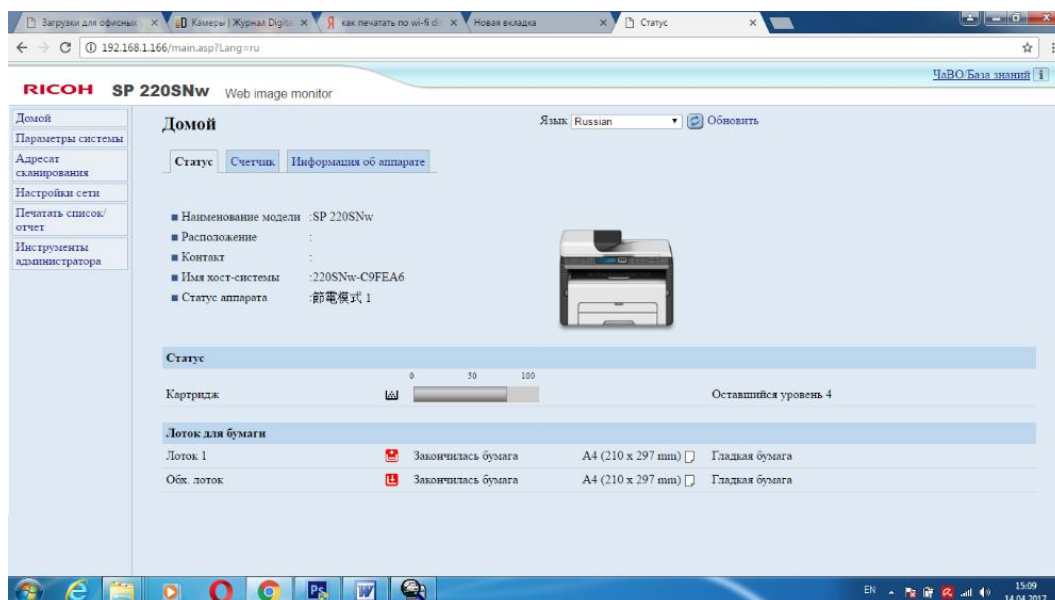 Загрузки для офисных
Камеры | Журнал Digita
как печатать по wi-fi di
Новая вкладка
Статус
192.168.1.166/main.asp?Lang=ru
ЧаВО/База знаний
RICOH SP 220SNw Web image monitor
Домой
Параметры системы
Адресат
сканирования
Настройки сети
Печатать список/
отчет
Инструменты
администратора
Домой
Язык Russian Обновить
Статус Счетчик Информация об аппарате
Наименование модели :SP 220SNw
Расположение :
Контакт :
Имя хост-системы :220SNw-C9FEA6
Статус аппарата :節電模式 1
Статус
0 50 100
Картридж Оставшийся уровень 4
Лоток для бумаги
Лоток 1 Закончилась бумага A4 (210 x 297 mm) Гладкая бумага
Обх. лоток Закончилась бумага A4 (210 x 297 mm) Гладкая бумага
Ps W EN 15:09
14.04.2017